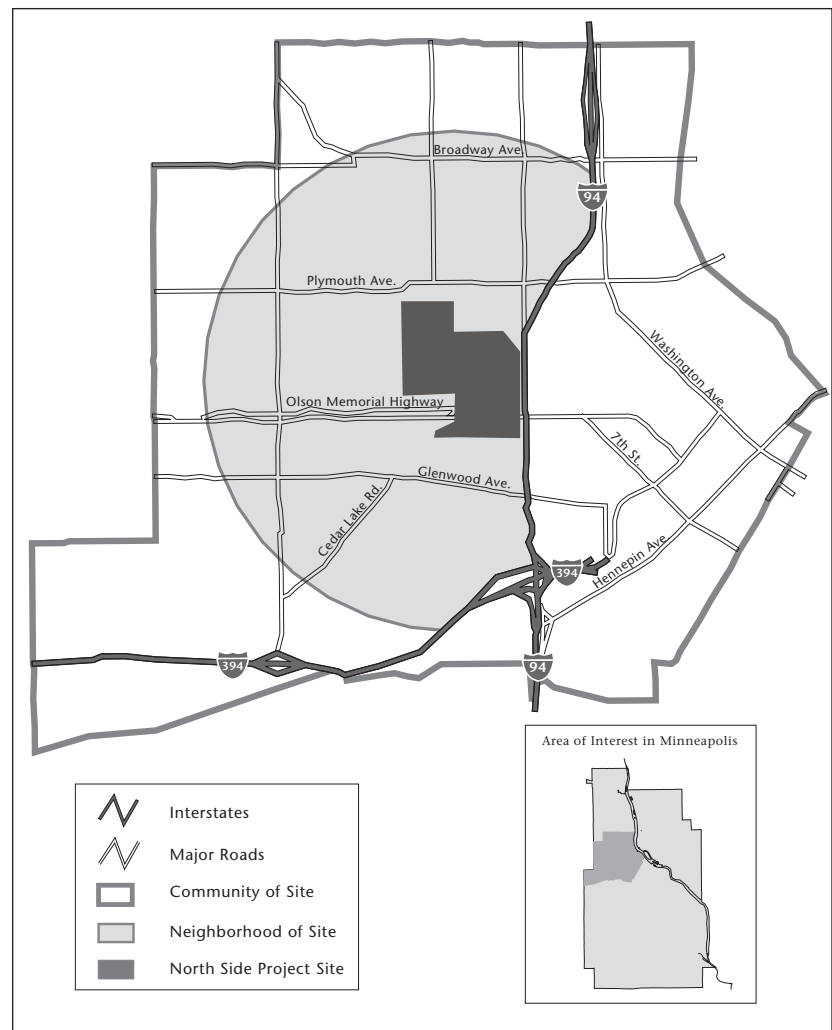 Broadway Ave.
94
Plymouth Ave.
Washington Ave.
Olson Memorial Highway
7th St.
Glenwood Ave.
Cedar Lake Rd.
Hennepin Ave
394
394
94
Area of Interest in Minneapolis
Interstates
Major Roads
Community of Site
Neighborhood of Site
North Side Project Site